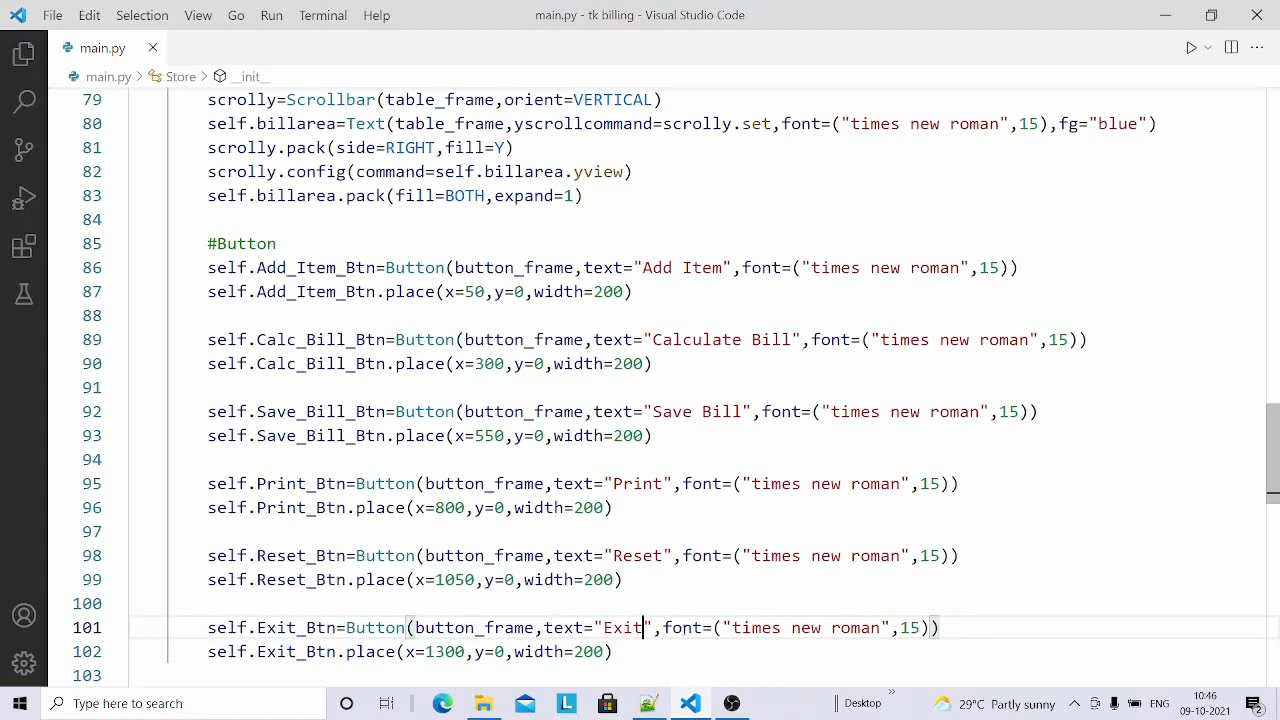 File Edit Selection View Go Run Terminal Help main.py - tk billing - Visual Studio Code
main.py
main.py > Store > __init__
79 scrolly=Scrollbar(table_frame,orient=VERTICAL)
80 self.billarea=Text(table_frame,yscrollcommand=scrolly.set,font=("times new roman",15),fg="blue")
81 scrolly.pack(side=RIGHT,fill=Y)
82 scrolly.config(command=self.billarea.yview)
83 self.billarea.pack(fill=BOTH,expand=1)
84
85 #Button
86 self.Add_Item_Btn=Button(button_frame,text="Add Item",font=("times new roman",15))
87 self.Add_Item_Btn.place(x=50,y=0,width=200)
88
89 self.Calc_Bill_Btn=Button(button_frame,text="Calculate Bill",font=("times new roman",15))
90 self.Calc_Bill_Btn.place(x=300,y=0,width=200)
91
92 self.Save_Bill_Btn=Button(button_frame,text="Save Bill",font=("times new roman",15))
93 self.Save_Bill_Btn.place(x=550,y=0,width=200)
94
95 self.Print_Btn=Button(button_frame,text="Print",font=("times new roman",15))
96 self.Print_Btn.place(x=800,y=0,width=200)
97
98 self.Reset_Btn=Button(button_frame,text="Reset",font=("times new roman",15))
99 self.Reset_Btn.place(x=1050,y=0,width=200)
100
101 self.Exit_Btn=Button(button_frame,text="Exit",font=("times new roman",15))
102 self.Exit_Btn.place(x=1300,y=0,width=200)
103
Type here to search Desktop 29°C Partly sunny ENG 10:46
09-10-2021 2